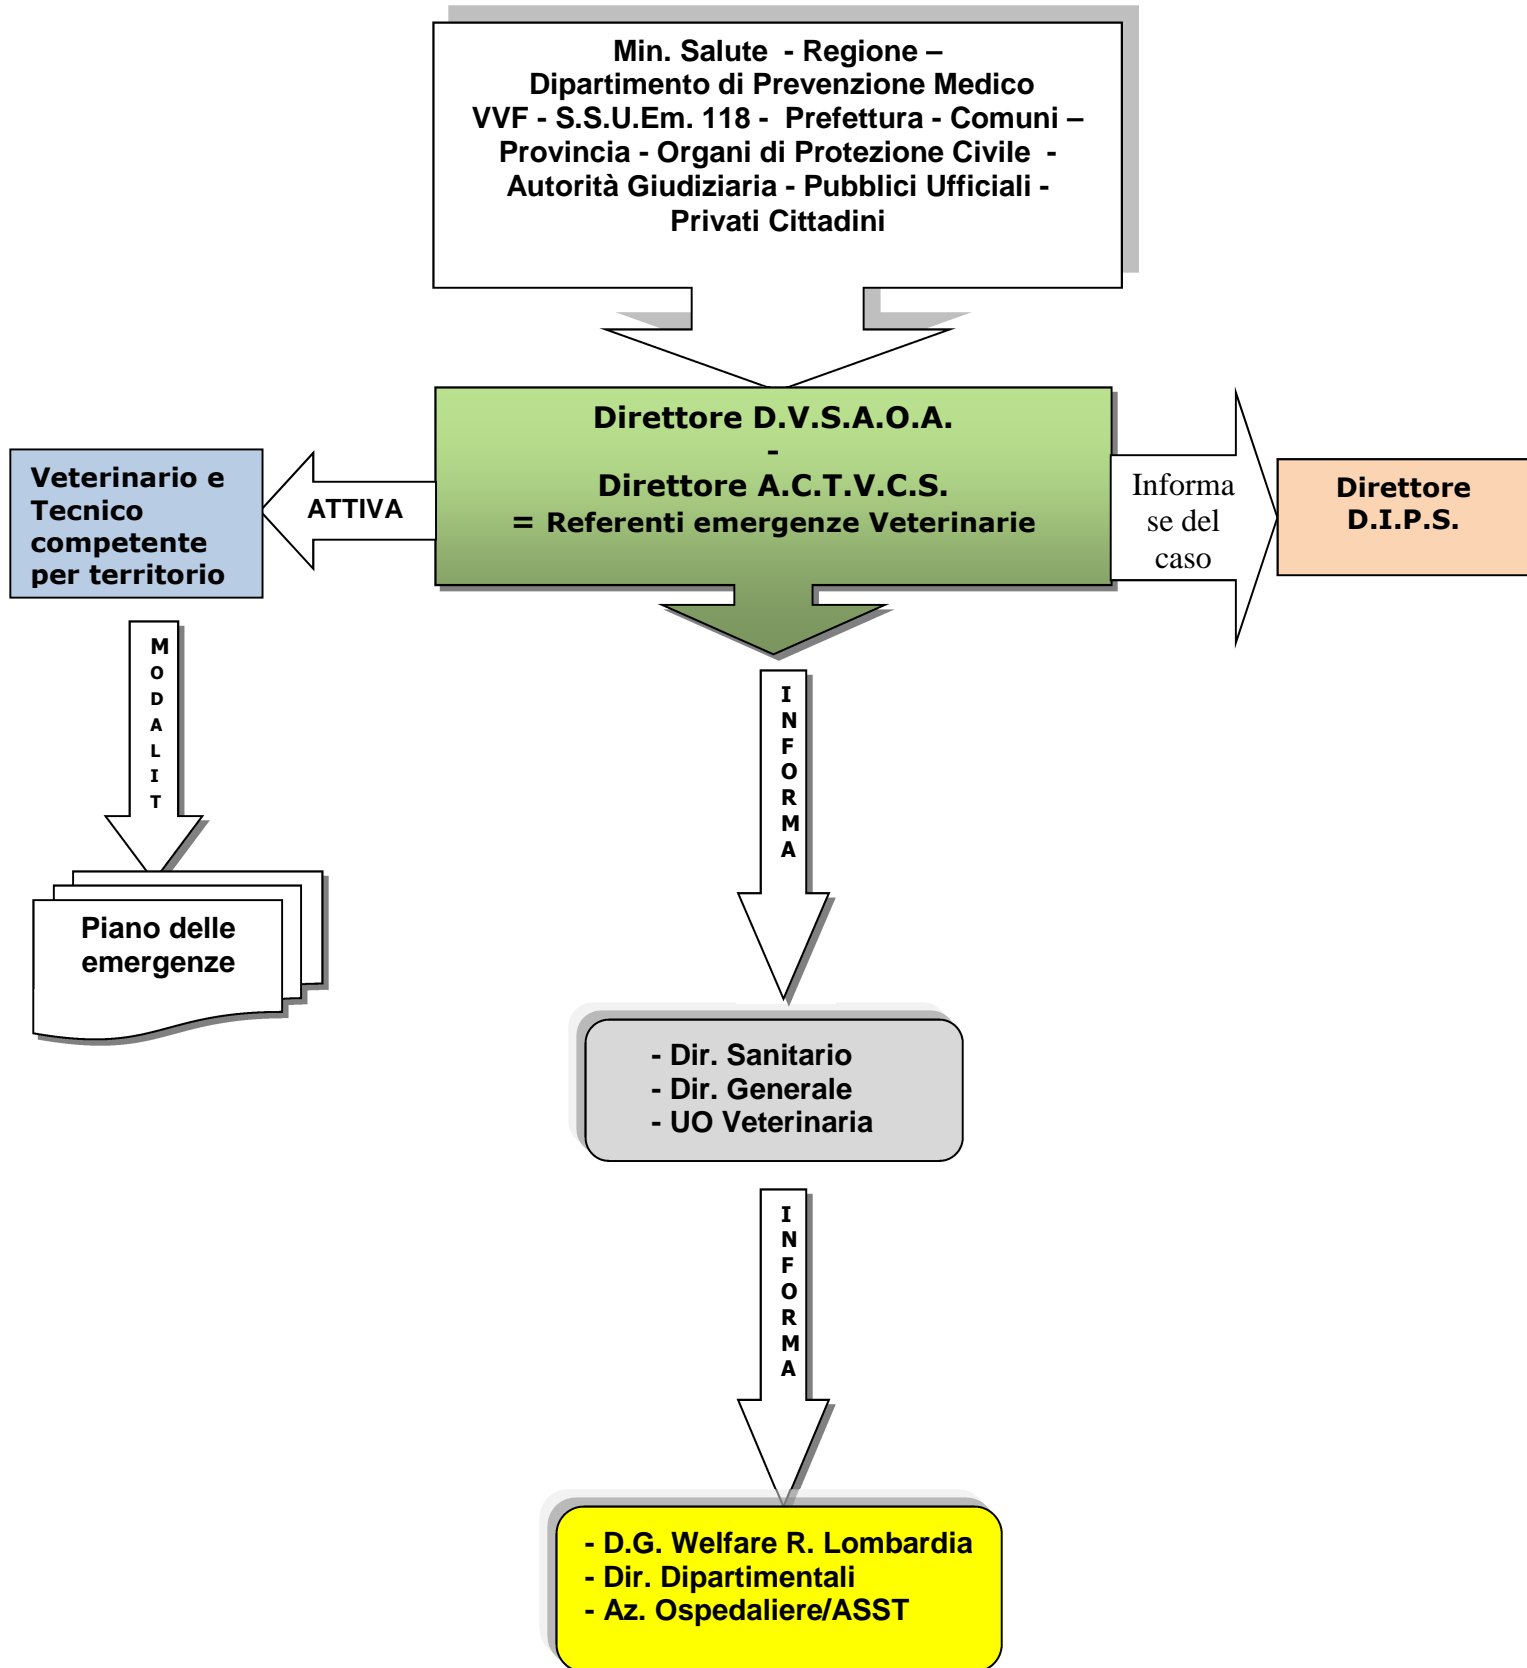 Min. Salute - Regione –
Dipartimento di Prevenzione Medico
VVF - S.S.U.Em. 118 - Prefettura - Comuni –
Provincia - Organi di Protezione Civile -
Autorità Giudiziaria - Pubblici Ufficiali -
Privati Cittadini
Direttore D.V.S.A.O.A.
-
Direttore A.C.T.V.C.S.
= Referenti emergenze Veterinarie
Veterinario e
Tecnico
competente
per territorio
ATTIVA
Informa
se del
caso
Direttore
D.I.P.S.
M
O
D
A
L
I
T
Piano delle
emergenze
I
N
F
O
R
M
A
- Dir. Sanitario
- Dir. Generale
- UO Veterinaria
I
N
F
O
R
M
A
- D.G. Welfare R. Lombardia
- Dir. Dipartimentali
- Az. Ospedaliere/ASST